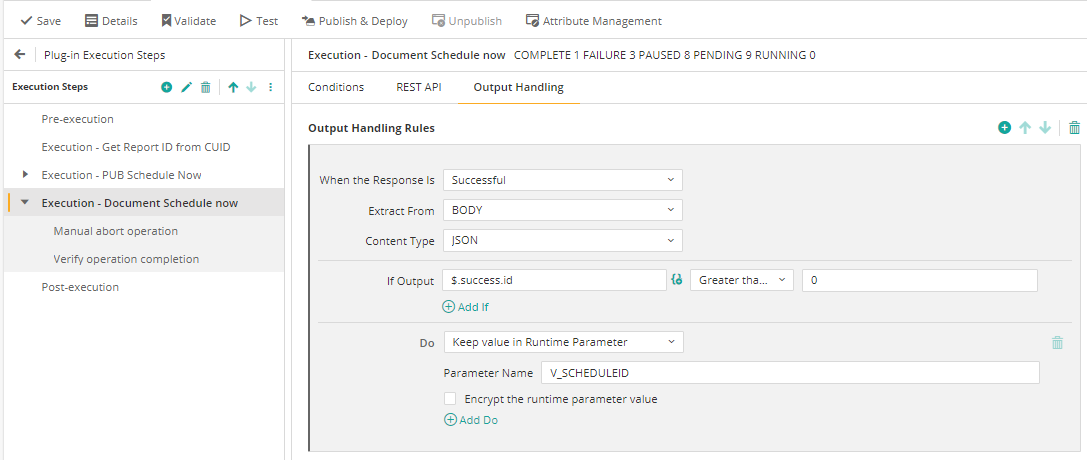 Save Details Validate Test Publish & Deploy Unpublish Attribute Management
Plug-in Execution Steps
Execution - Document Schedule now COMPLETE 1 FAILURE 3 PAUSED 8 PENDING 9 RUNNING 0
Execution Steps
Conditions REST API Output Handling
Pre-execution
Execution - Get Report ID from CUID
Execution - PUB Schedule Now
Execution - Document Schedule now
Manual abort operation
Verify operation completion
Post-execution
Output Handling Rules
When the Response Is Successful
Extract From BODY
Content Type JSON
If Output $.success.id Greater tha... 0
Add If
Do Keep value in Runtime Parameter
Parameter Name V_SCHEDULEID
Encrypt the runtime parameter value
Add Do